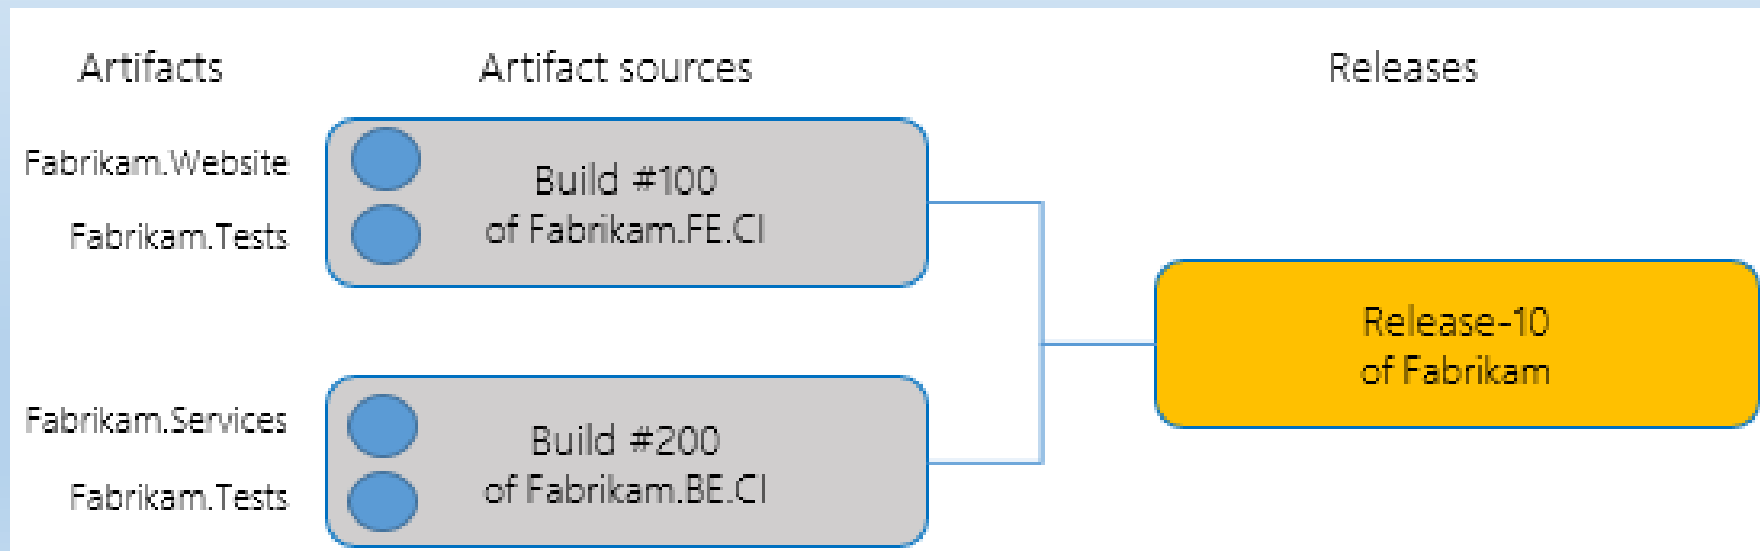 Artifacts
Artifact sources
Releases
Fabrikam.Website
Fabrikam.Tests
Build #100
of Fabrikam.FE.CI
Release-10
of Fabrikam
Fabrikam.Services
Fabrikam.Tests
Build #200
of Fabrikam.BE.CI